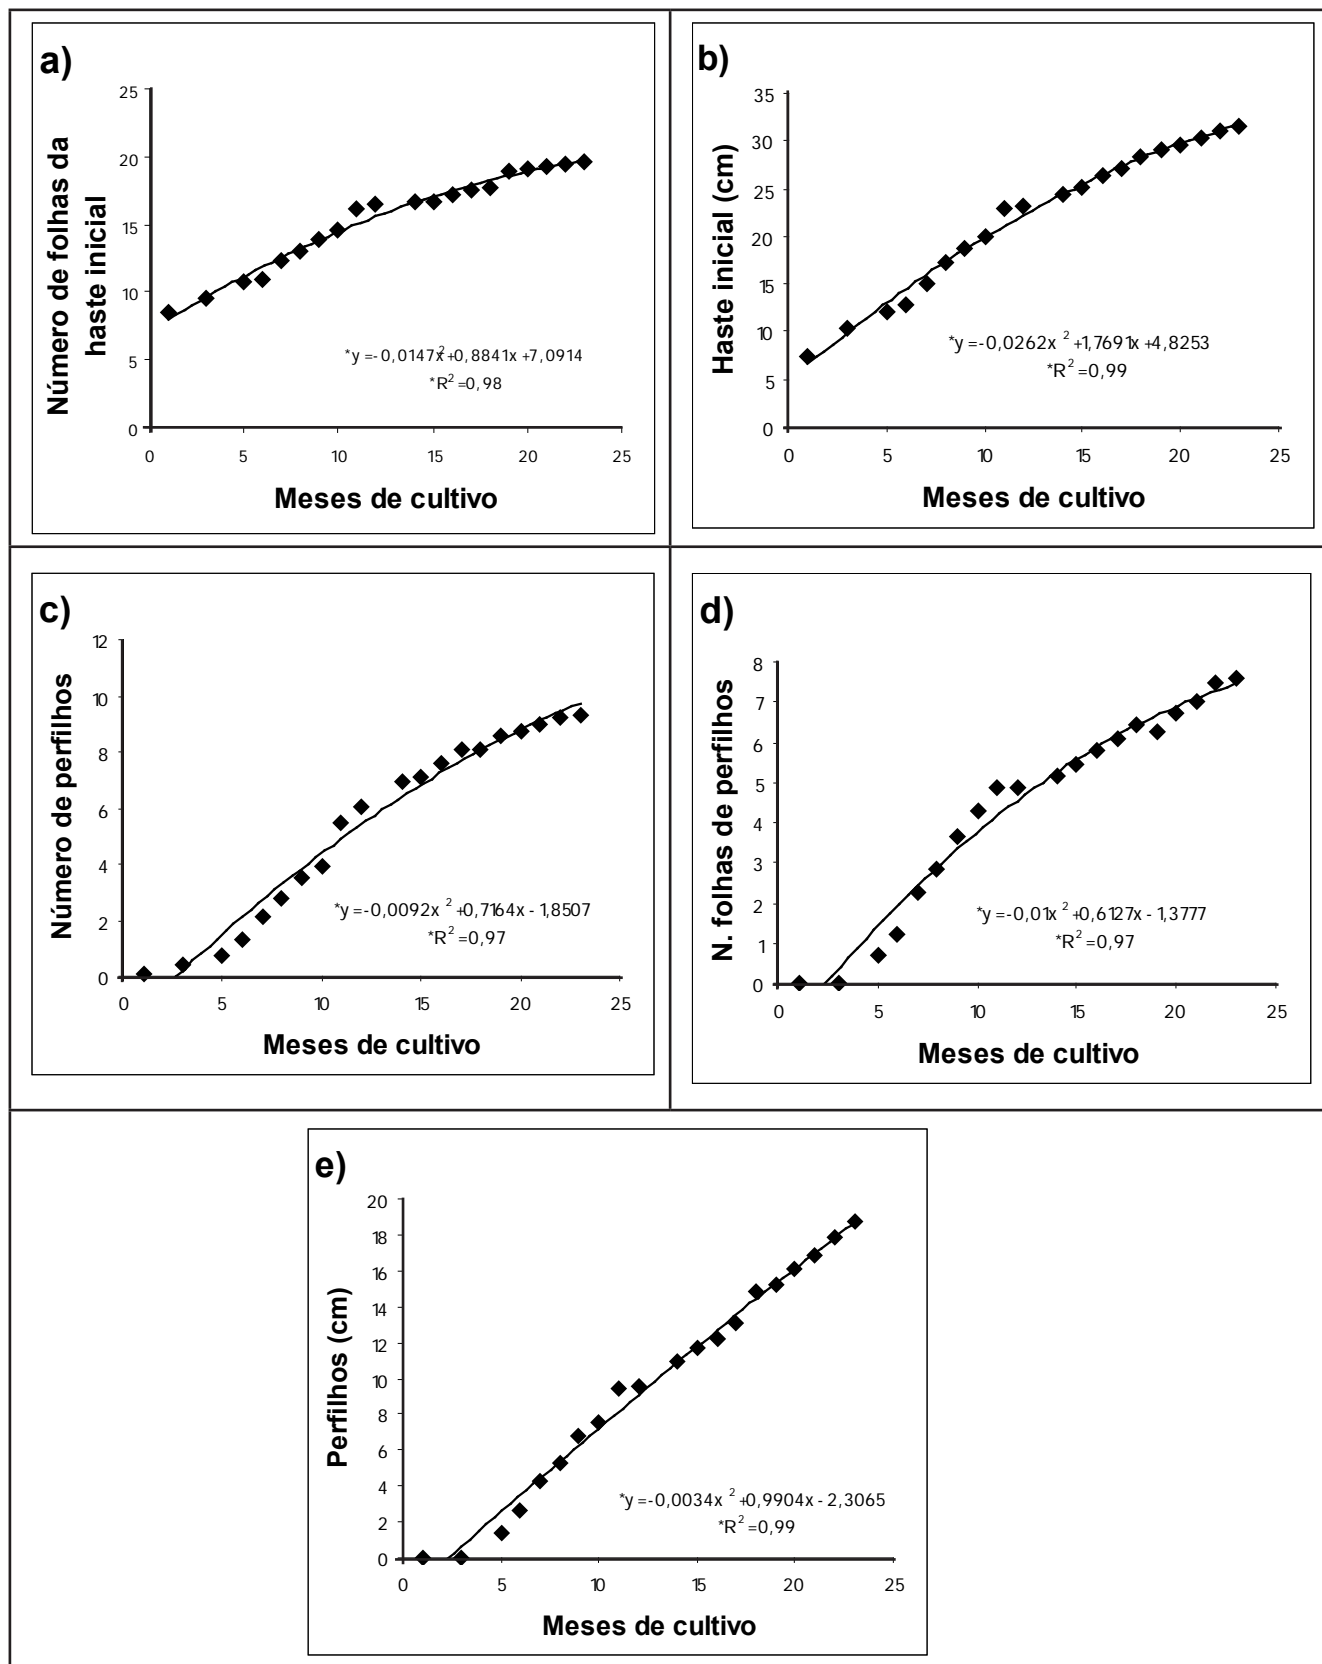 a)
Número de folhas da
haste inicial
25
20
15
10
5
0
*y=-0,0147x²+0,8841x+7,0914
*R²=0,98
0 5 10 15 20 25
Meses de cultivo
b)
Haste inicial (cm)
35
30
25
20
15
10
5
0
*y=-0,0262x²+1,7691x+4,8253
*R²=0,99
0 5 10 15 20 25
Meses de cultivo
c)
Número de perfilhos
12
10
8
6
4
2
0
*y=-0,0092x²+0,7164x-1,8507
*R²=0,97
0 5 10 15 20 25
Meses de cultivo
d)
N. folhas de perfilhos
8
7
6
5
4
3
2
1
0
*y=-0,01x²+0,6127x-1,3777
*R²=0,97
0 5 10 15 20 25
Meses de cultivo
e)
Perfilhos (cm)
20
18
16
14
12
10
8
6
4
2
0
*y=-0,0034x²+0,9904x-2,3065
*R²=0,99
0 5 10 15 20 25
Meses de cultivo